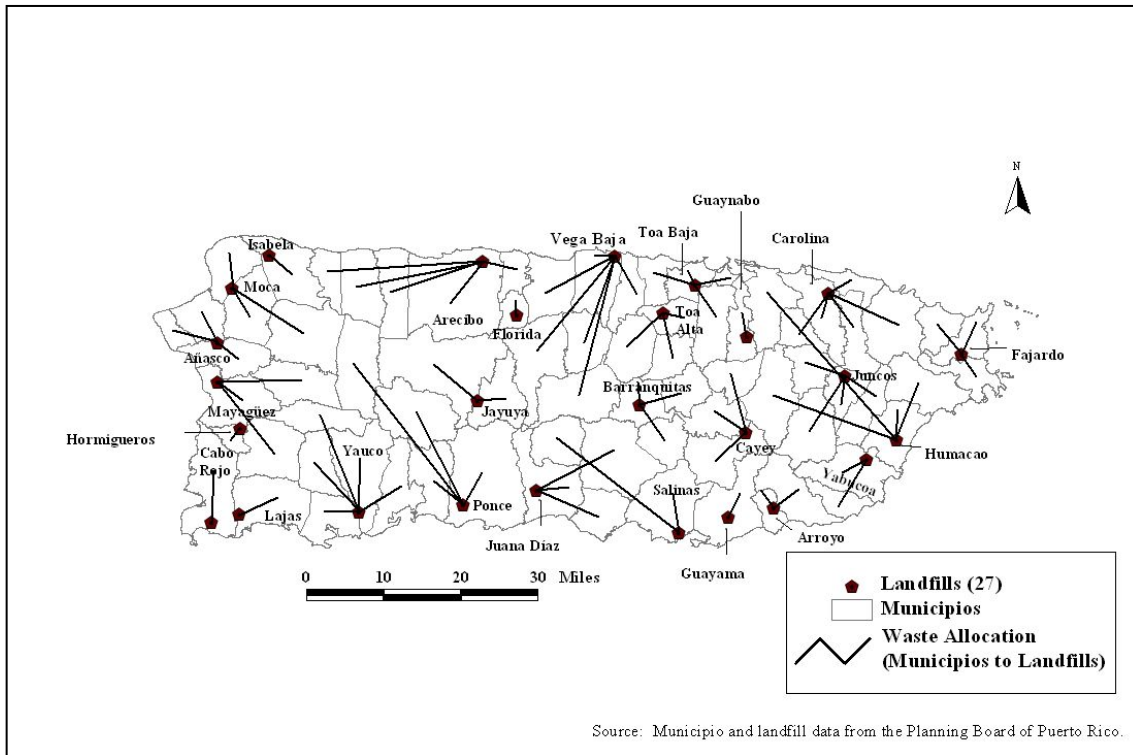 N
Guaynabo
Toa Baja
Carolina
Vega Baja
Isabela
Moca
Arecibo
Florida
Toa
Alta
Fajardo
Añasco
Juncos
Barranquitas
Jayuya
Mayagüez
Hormigueros
Cabo
Rojo
Yauco
Cayey
Humacao
Yabucoa
Salinas
Ponce
Lajas
Juana Díaz
Arroyo
Guayama
0 10 20 30 Miles
Landfills (27)
Municipios
Waste Allocation
(Municipios to Landfills)
Source: Municipio and landfill data from the Planning Board of Puerto Rico.